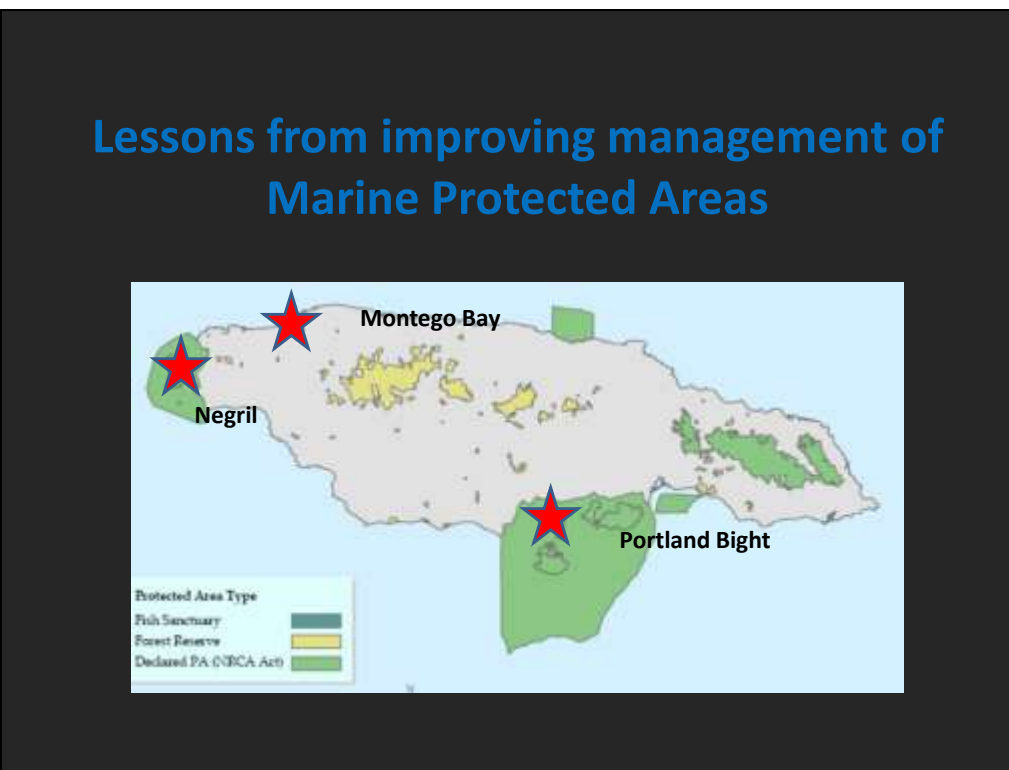 Lessons from improving management of
Marine Protected Areas
Montego Bay
Negril
Portland Bight
Protected Area Type
Fish Sanctuary
Forest Reserve
Declared PA (NRCA Act)